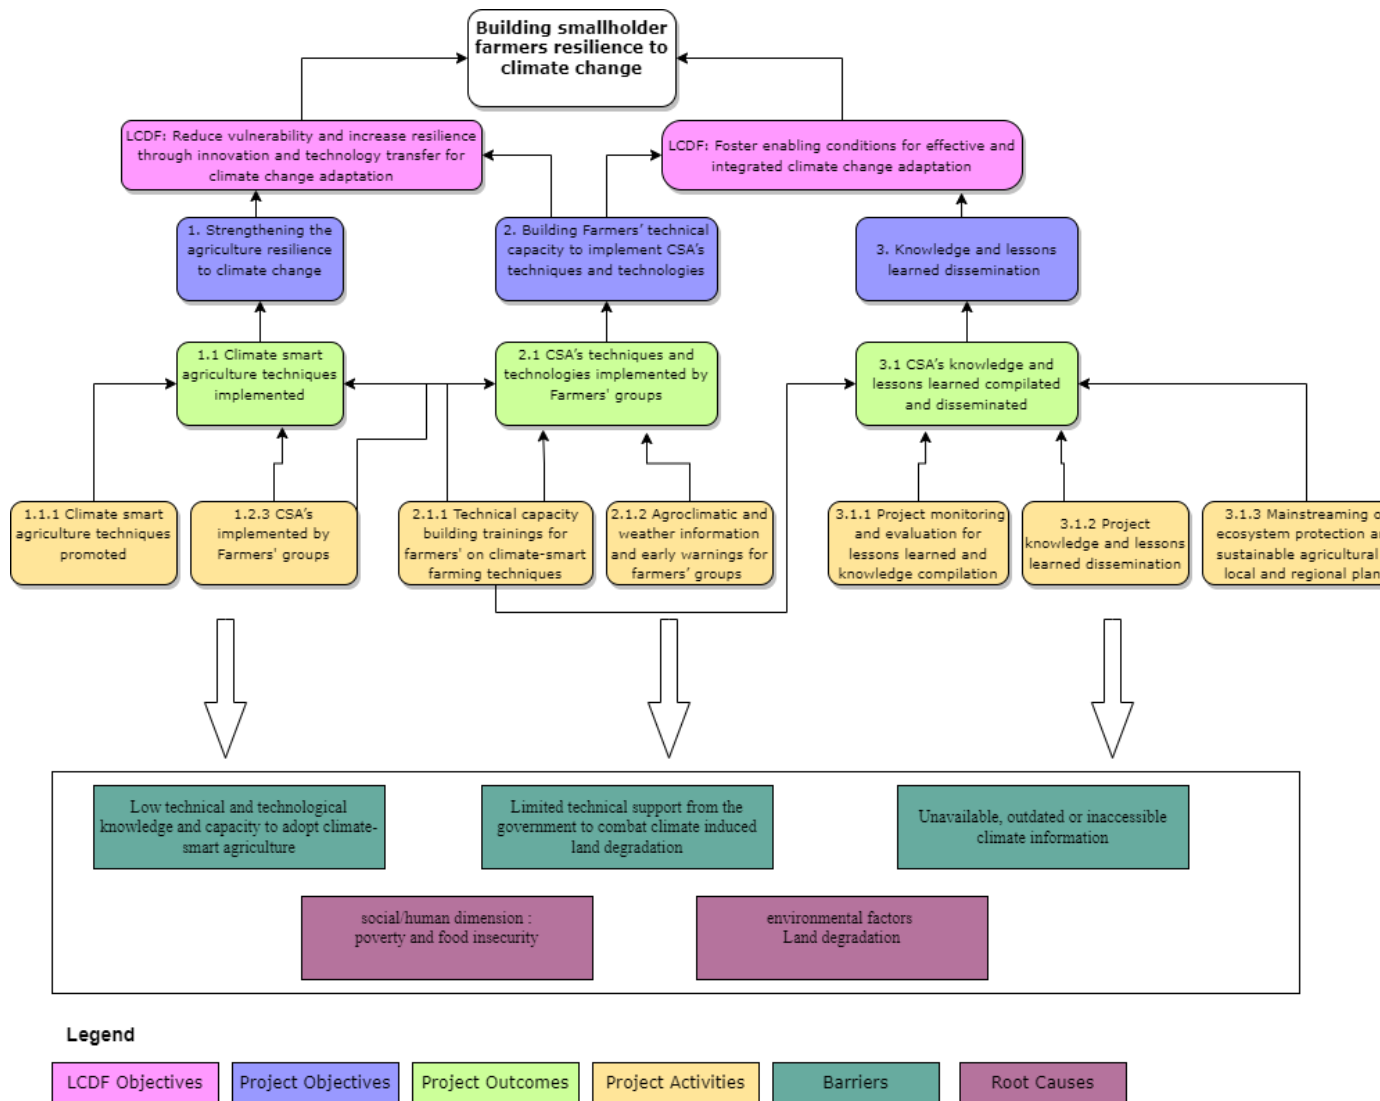 Building smallholder
farmers resilience to
climate change
LCDF: Reduce vulnerability and increase resilience
through innovation and technology transfer for
climate change adaptation
LCDF: Foster enabling conditions for effective and
integrated climate change adaptation
1. Strengthening the
agriculture resilience
to climate change
2. Building Farmers’ technical
capacity to implement CSA’s
techniques and technologies
3. Knowledge and lessons
learned dissemination
1.1 Climate smart
agriculture techniques
implemented
2.1 CSA’s techniques and
technologies implemented by
Farmers' groups
3.1 CSA’s knowledge and
lessons learned compilated
and disseminated
1.1.1 Climate smart
agriculture techniques
promoted
1.2.3 CSA’s
implemented by
Farmers' groups
2.1.1 Technical capacity
building trainings for
farmers' on climate-smart
farming techniques
2.1.2 Agroclimatic and
weather information
and early warnings for
farmers’ groups
3.1.1 Project monitoring
and evaluation for
lessons learned and
knowledge compilation
3.1.2 Project
knowledge and lessons
learned dissemination
3.1.3 Mainstreaming
ecosystem protection
sustainable agricultural
local and regional
Low technical and technological
knowledge and capacity to adopt climate-
smart agriculture
Limited technical support from the
government to combat climate induced
land degradation
Unavailable, outdated or inaccessible
climate information
social/human dimension :
poverty and food insecurity
environmental factors
Land degradation
Legend
LCDF Objectives
Project Objectives
Project Outcomes
Project Activities
Barriers
Root Causes